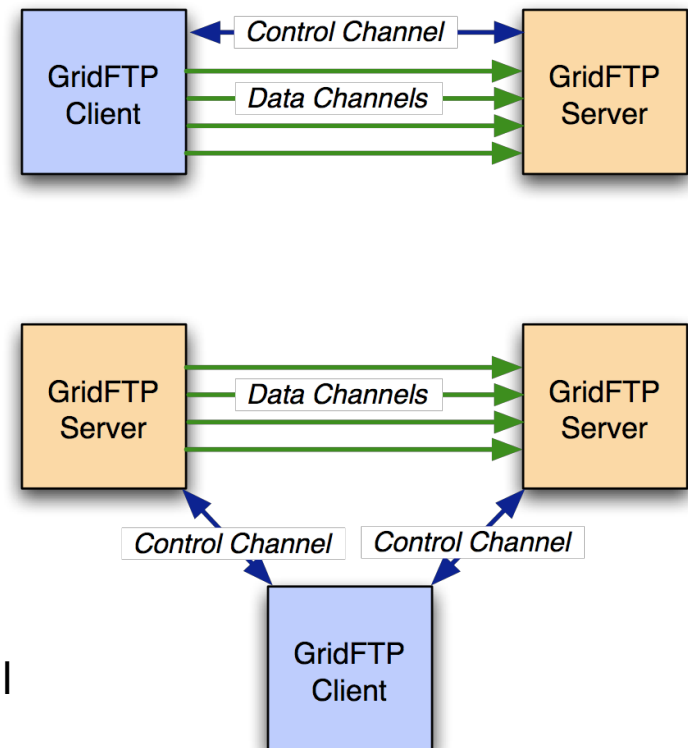 Control Channel
GridFTP
Client
GridFTP
Server
Data Channels
GridFTP
Server
GridFTP
Server
Data Channels
Control Channel
Control Channel
GridFTP
Client